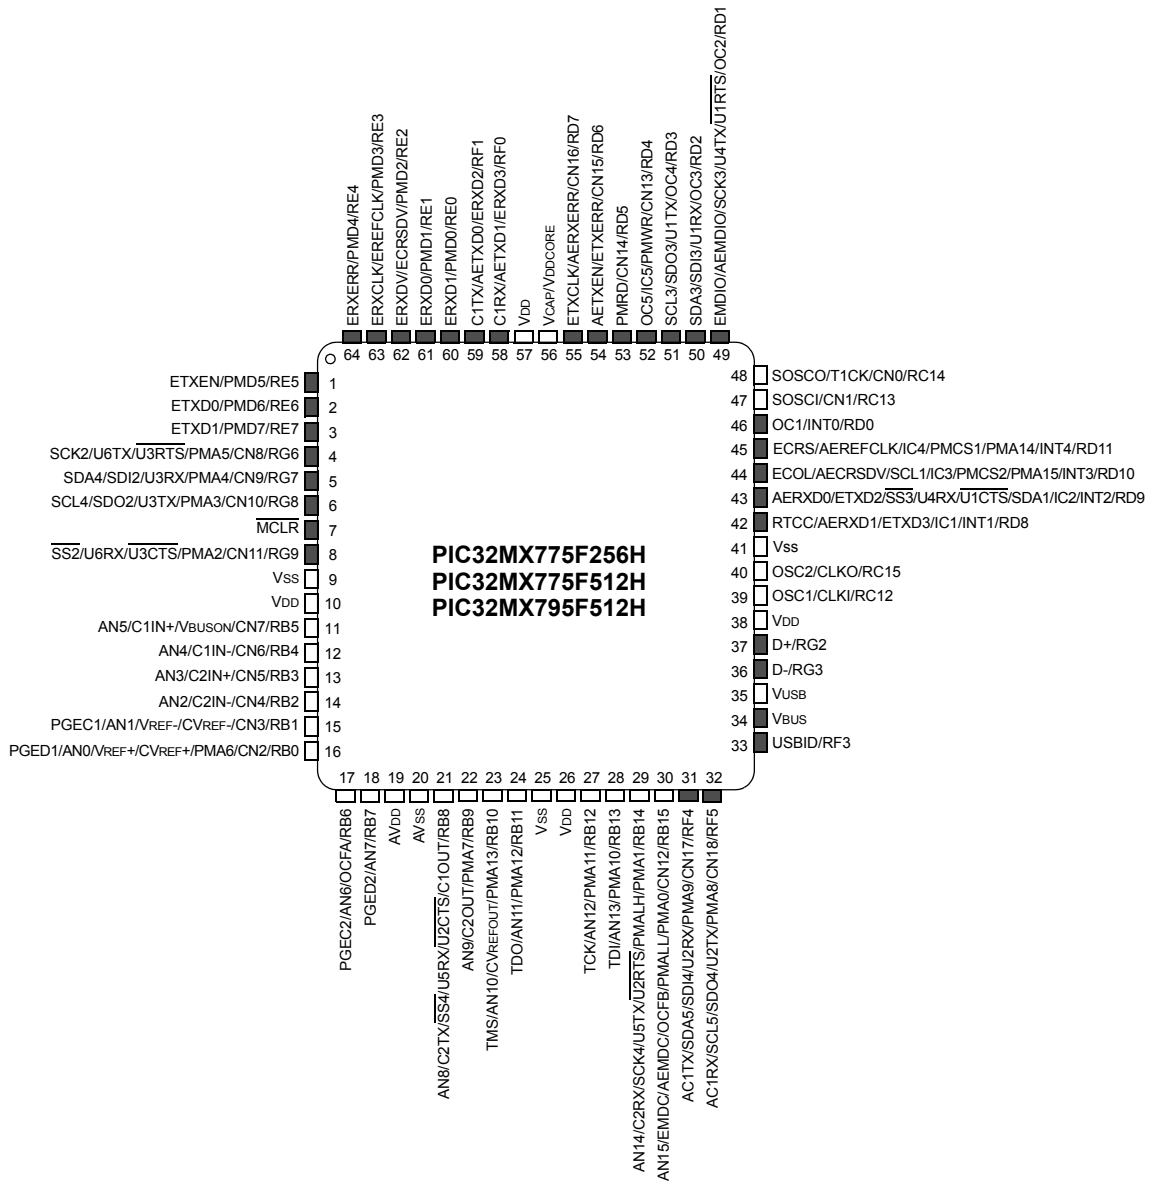 ERXERR/PMD4/RE4
ERXCLK/EREFCLK/PMD3/RE3
ERXDV/ECRSDV/PMD2/RE2
ERXD0/PMD1/RE1
ERXD1/PMD0/RE0
C1TX/AETXD0/ERXD2/RF1
C1RX/AETXD1/ERXD3/RF0
VDD
VCAP/VDDCORE
ETXCLK/AERXERR/CN16/RD7
AETXEN/ETXERR/CN15/RD6
PMRD/CN14/RD5
OC5/IC5/PMWR/CN13/RD4
SCL3/SDO3/U1TX/OC4/RD3
SDA3/SDI3/U1RX/OC3/RD2
EMDIO/AEMDIO/SCK3/U4TX/U1RTS/OC2/RD1
64 63 62 61 60 59 58 57 56 55 54 53 52 51 50 49
ETXEN/PMD5/RE5 1
ETXD0/PMD6/RE6 2
ETXD1/PMD7/RE7 3
SCK2/U6TX/U3RTS/PMA5/CN8/RG6 4
SDA4/SDI2/U3RX/PMA4/CN9/RG7 5
SCL4/SDO2/U3TX/PMA3/CN10/RG8 6
MCLR 7
SS2/U6RX/U3CTS/PMA2/CN11/RG9 8
VSS 9
VDD 10
AN5/C1IN+/VBUSON/CN7/RB5 11
AN4/C1IN-/CN6/RB4 12
AN3/C2IN+/CN5/RB3 13
AN2/C2IN-/CN4/RB2 14
PGEC1/AN1/VREF-/CVREF-/CN3/RB1 15
PGED1/AN0/VREF+/CVREF+/PMA6/CN2/RB0 16
PIC32MX775F256H
PIC32MX775F512H
PIC32MX795F512H
48 SOSCO/T1CK/CN0/RC14
47 SOSCI/CN1/RC13
46 OC1/INT0/RD0
45 ECRS/AEREFCLK/IC4/PMCS1/PMA14/INT4/RD11
44 ECOL/AECRSDV/SCL1/IC3/PMCS2/PMA15/INT3/RD10
43 AERXD0/ETXD2/SS3/U4RX/U1CTS/SDA1/IC2/INT2/RD9
42 RTCC/AERXD1/ETXD3/IC1/INT1/RD8
41 Vss
40 OSC2/CLKO/RC15
39 OSC1/CLKI/RC12
38 VDD
37 D+/RG2
36 D-/RG3
35 VUSB
34 VBUS
33 USBID/RF3
17 18 19 20 21 22 23 24 25 26 27 28 29 30 31 32
PGEC2/AN6/OCFA/RB6
PGED2/AN7/RB7
AVDD
AVSS
AN8/C2TX/SS4/U5RX/U2CTS/C1OUT/RB8
AN9/C2OUT/PMA7/RB9
TMS/AN10/CVREFOUT/PMA13/RB10
TDO/AN11/PMA12/RB11
VSS
VDD
TCK/AN12/PMA11/RB12
TDI/AN13/PMA10/RB13
AN14/C2RX/SCK4/U5TX/U2RTS/PMALH/PMA1/RB14
AN15/EMDC/AEMDC/OCFB/PMALL/PMA0/CN12/RB15
AC1TX/SDA5/SDI4/U2RX/PMA9/CN17/RF4
AC1RX/SCL5/SDO4/U2TX/PMA8/CN18/RF5